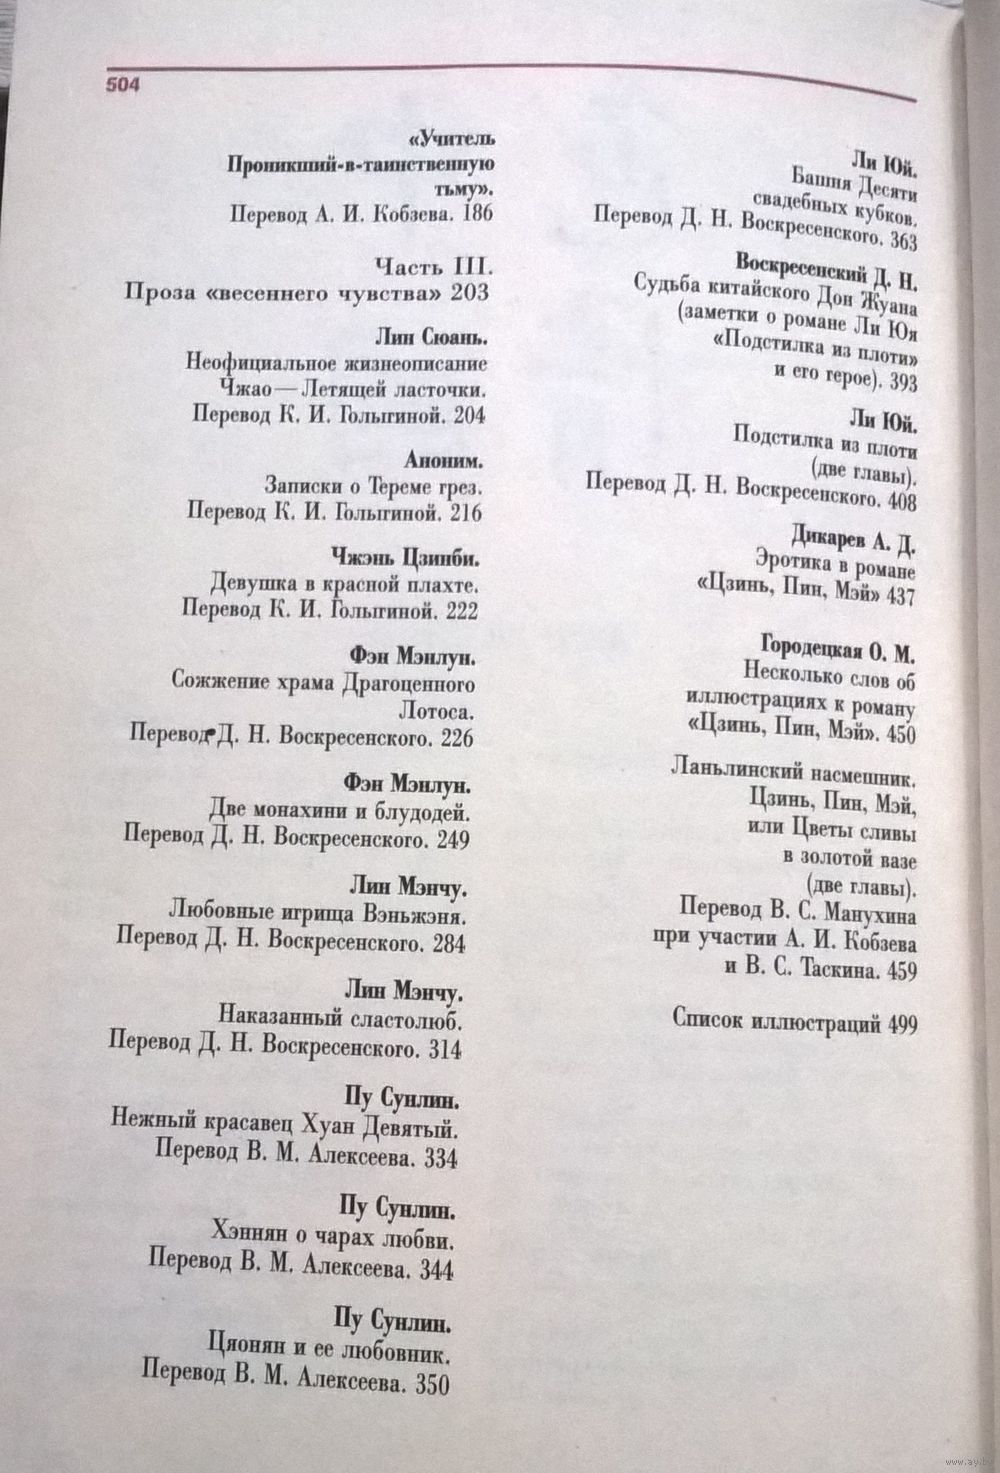 504
«Учитель
Проникший-в-таинственную
тьму».
Перевод А. И. Кобзева. 186
Часть III.
Проза «весеннего чувства» 203
Лин Сюань.
Неофициальное жизнеописание
Чжао — Летящей ласточки.
Перевод К. И. Голыгиной. 204
Аноним.
Записки о Тереме грез.
Перевод К. И. Голыгиной. 216
Чжэнь Цзинби.
Девушка в красной плахте.
Перевод К. И. Голыгиной. 222
Фэн Мэнлун.
Сожжение храма Драгоценного
Лотоса.
Перевод Д. Н. Воскресенского. 226
Фэн Мэнлун.
Две монахини и блудодей.
Перевод Д. Н. Воскресенского. 249
Лин Мэнчу.
Любовные игрища Вэньжэня.
Перевод Д. Н. Воскресенского. 284
Лин Мэнчу.
Наказанный сластолюб.
Перевод Д. Н. Воскресенского. 314
Пу Сунлин.
Нежный красавец Хуан Девятый.
Перевод В. М. Алексеева. 334
Пу Сунлин.
Хэннян о чарах любви.
Перевод В. М. Алексеева. 344
Пу Сунлин.
Цяонян и ее любовник.
Перевод В. М. Алексеева. 350
Ли Юй.
Башня Десяти
свадебных кубков.
Перевод Д. Н. Воскресенского. 363
Воскресенский Д. Н.
Судьба китайского Дон Жуана
(заметки о романе Ли Юя
«Подстилка из плоти»
и его герое). 393
Ли Юй.
Подстилка из плоти
(две главы).
Перевод Д. Н. Воскресенского. 408
Дикарев А. Д.
Эротика в романе
«Цзинь, Пин, Мэй» 437
Городецкая О. М.
Несколько слов об
иллюстрациях к роману
«Цзинь, Пин, Мэй». 450
Ланьлинский насмешник.
Цзинь, Пин, Мэй,
или Цветы сливы
в золотой вазе
(две главы).
Перевод В. С. Манухина
при участии А. И. Кобзева
и В. С. Таскина. 459
Список иллюстраций 499